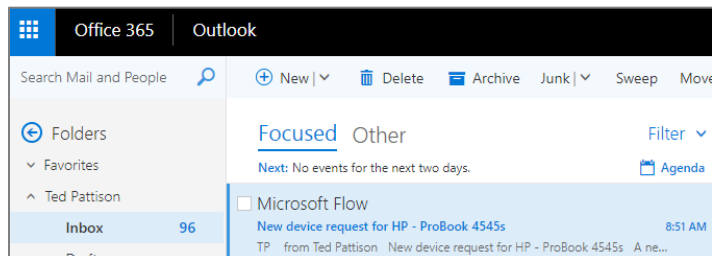 Office 365 Outlook
Search Mail and People
New | Delete Archive Junk | Sweep Move
Folders
Favorites
Ted Pattison
Inbox 96
Focused Other Filter
Next: No events for the next two days. Agenda
Microsoft Flow
New device request for HP - ProBook 4545s 8:51 AM
TP from Ted Pattison New device request for HP - ProBook 4545s A ne...